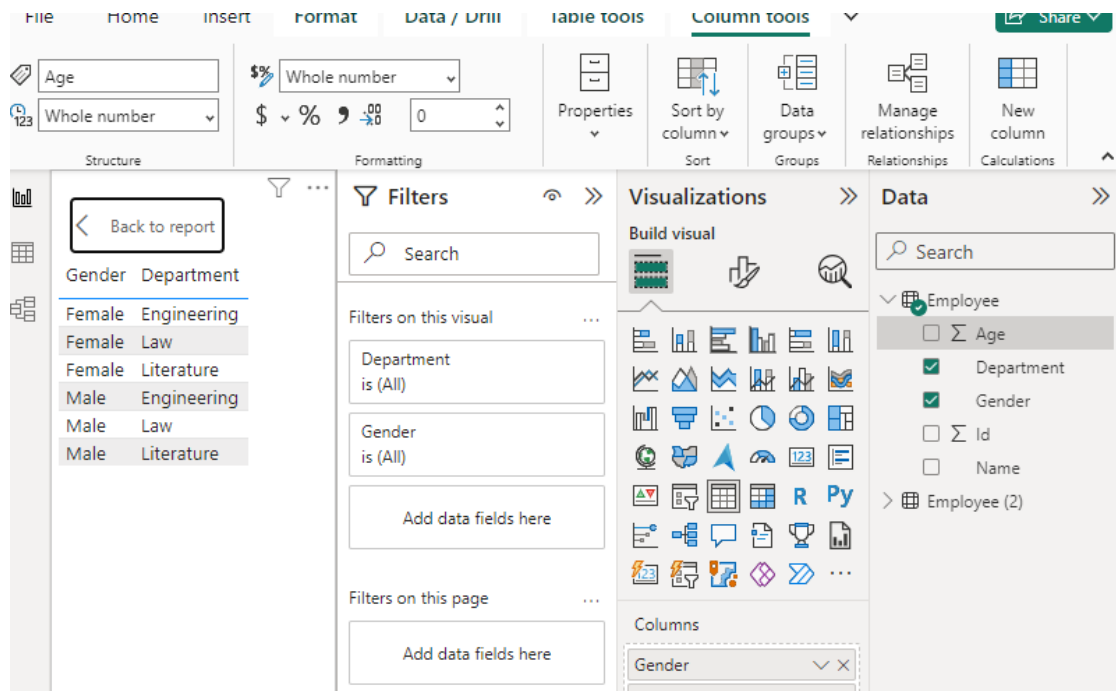 File Home Insert Format Data / Drill Table tools Column tools Share
Age
$% Whole number
123 Whole number
$ % 9 .00 0
Properties
Sort by column
Data groups
Manage relationships
New column
Structure
Formatting
Sort
Groups
Relationships
Calculations
Back to report
Gender Department
Female Engineering
Female Law
Female Literature
Male Engineering
Male Law
Male Literature
Filters
Search
Filters on this visual ...
Department
is (All)
Gender
is (All)
Add data fields here
Filters on this page ...
Add data fields here
Visualizations
Build visual
123
R Py
123
...
Columns
Gender
Data
Search
Employee
Σ Age
Department
Gender
Σ Id
Name
Employee (2)